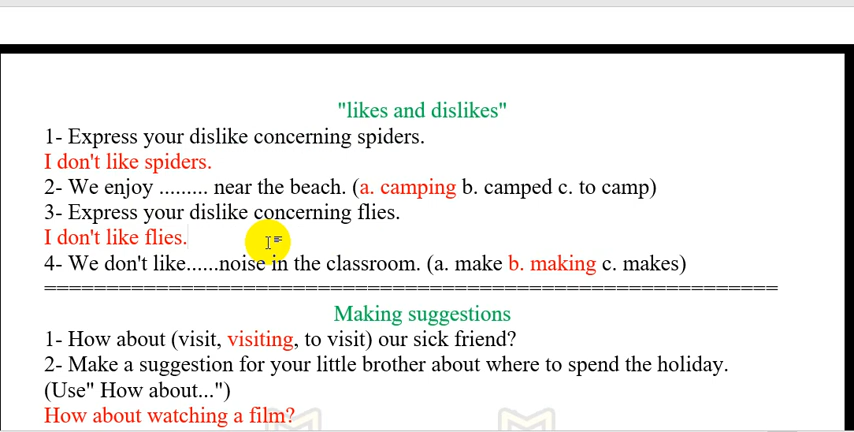 "likes and dislikes"
1- Express your dislike concerning spiders.
I don't like spiders.
2- We enjoy ......... near the beach. (a. camping b. camped c. to camp)
3- Express your dislike concerning flies.
I don't like flies.
4- We don't like......noise in the classroom. (a. make b. making c. makes)
===========================================================
Making suggestions
1- How about (visit, visiting, to visit) our sick friend?
2- Make a suggestion for your little brother about where to spend the holiday.
(Use" How about...")
How about watching a film?